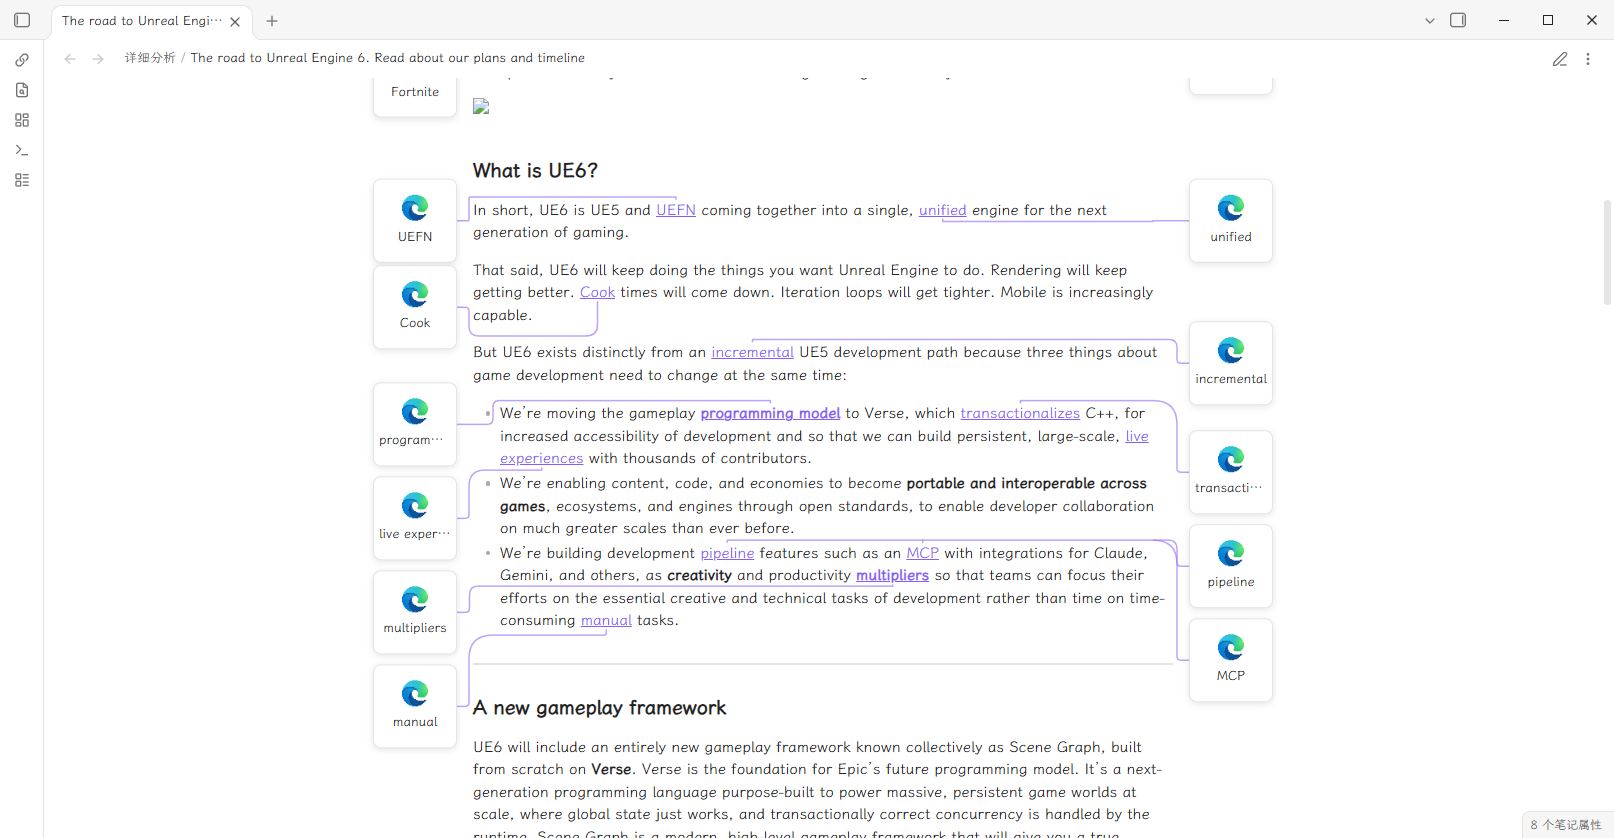 The road to Unreal Engi…
详细分析 / The road to Unreal Engine 6. Read about our plans and timeline
Fortnite
What is UE6?
In short, UE6 is UE5 and UEFN coming together into a single, unified engine for the next
generation of gaming.
UEFN
unified
That said, UE6 will keep doing the things you want Unreal Engine to do. Rendering will keep
getting better. Cook times will come down. Iteration loops will get tighter. Mobile is increasingly
capable.
Cook
But UE6 exists distinctly from an incremental UE5 development path because three things about
game development need to change at the same time:
incremental
We're moving the gameplay programming model to Verse, which transactionalizes C++, for
increased accessibility of development and so that we can build persistent, large-scale, live
experiences with thousands of contributors.
program…
transacti…
We're enabling content, code, and economies to become portable and interoperable across
games, ecosystems, and engines through open standards, to enable developer collaboration
on much greater scales than ever before.
live exper…
We're building development pipeline features such as an MCP with integrations for Claude,
Gemini, and others, as creativity and productivity multipliers so that teams can focus their
efforts on the essential creative and technical tasks of development rather than time on time-
consuming manual tasks.
pipeline
multipliers
MCP
manual
A new gameplay framework
UE6 will include an entirely new gameplay framework known collectively as Scene Graph, built
from scratch on Verse. Verse is the foundation for Epic's future programming model. It's a next-
generation programming language purpose-built to power massive, persistent game worlds at
scale, where global state just works, and transactionally correct concurrency is handled by the
runtime. Scene Graph is a modern, high-level gameplay framework that will give you a true
8 个笔记属性